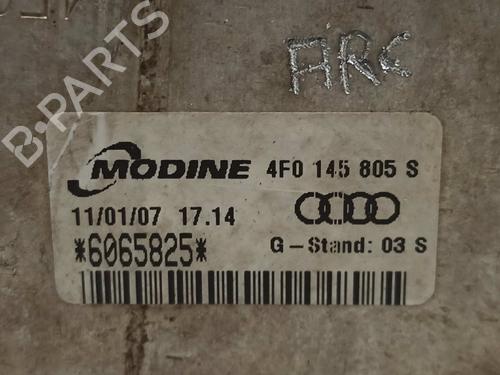 ARC
B-PARTS
MODINE 4F0 145 805 S
11/01/07 17.14
*6065825* G-Stand: 03 S